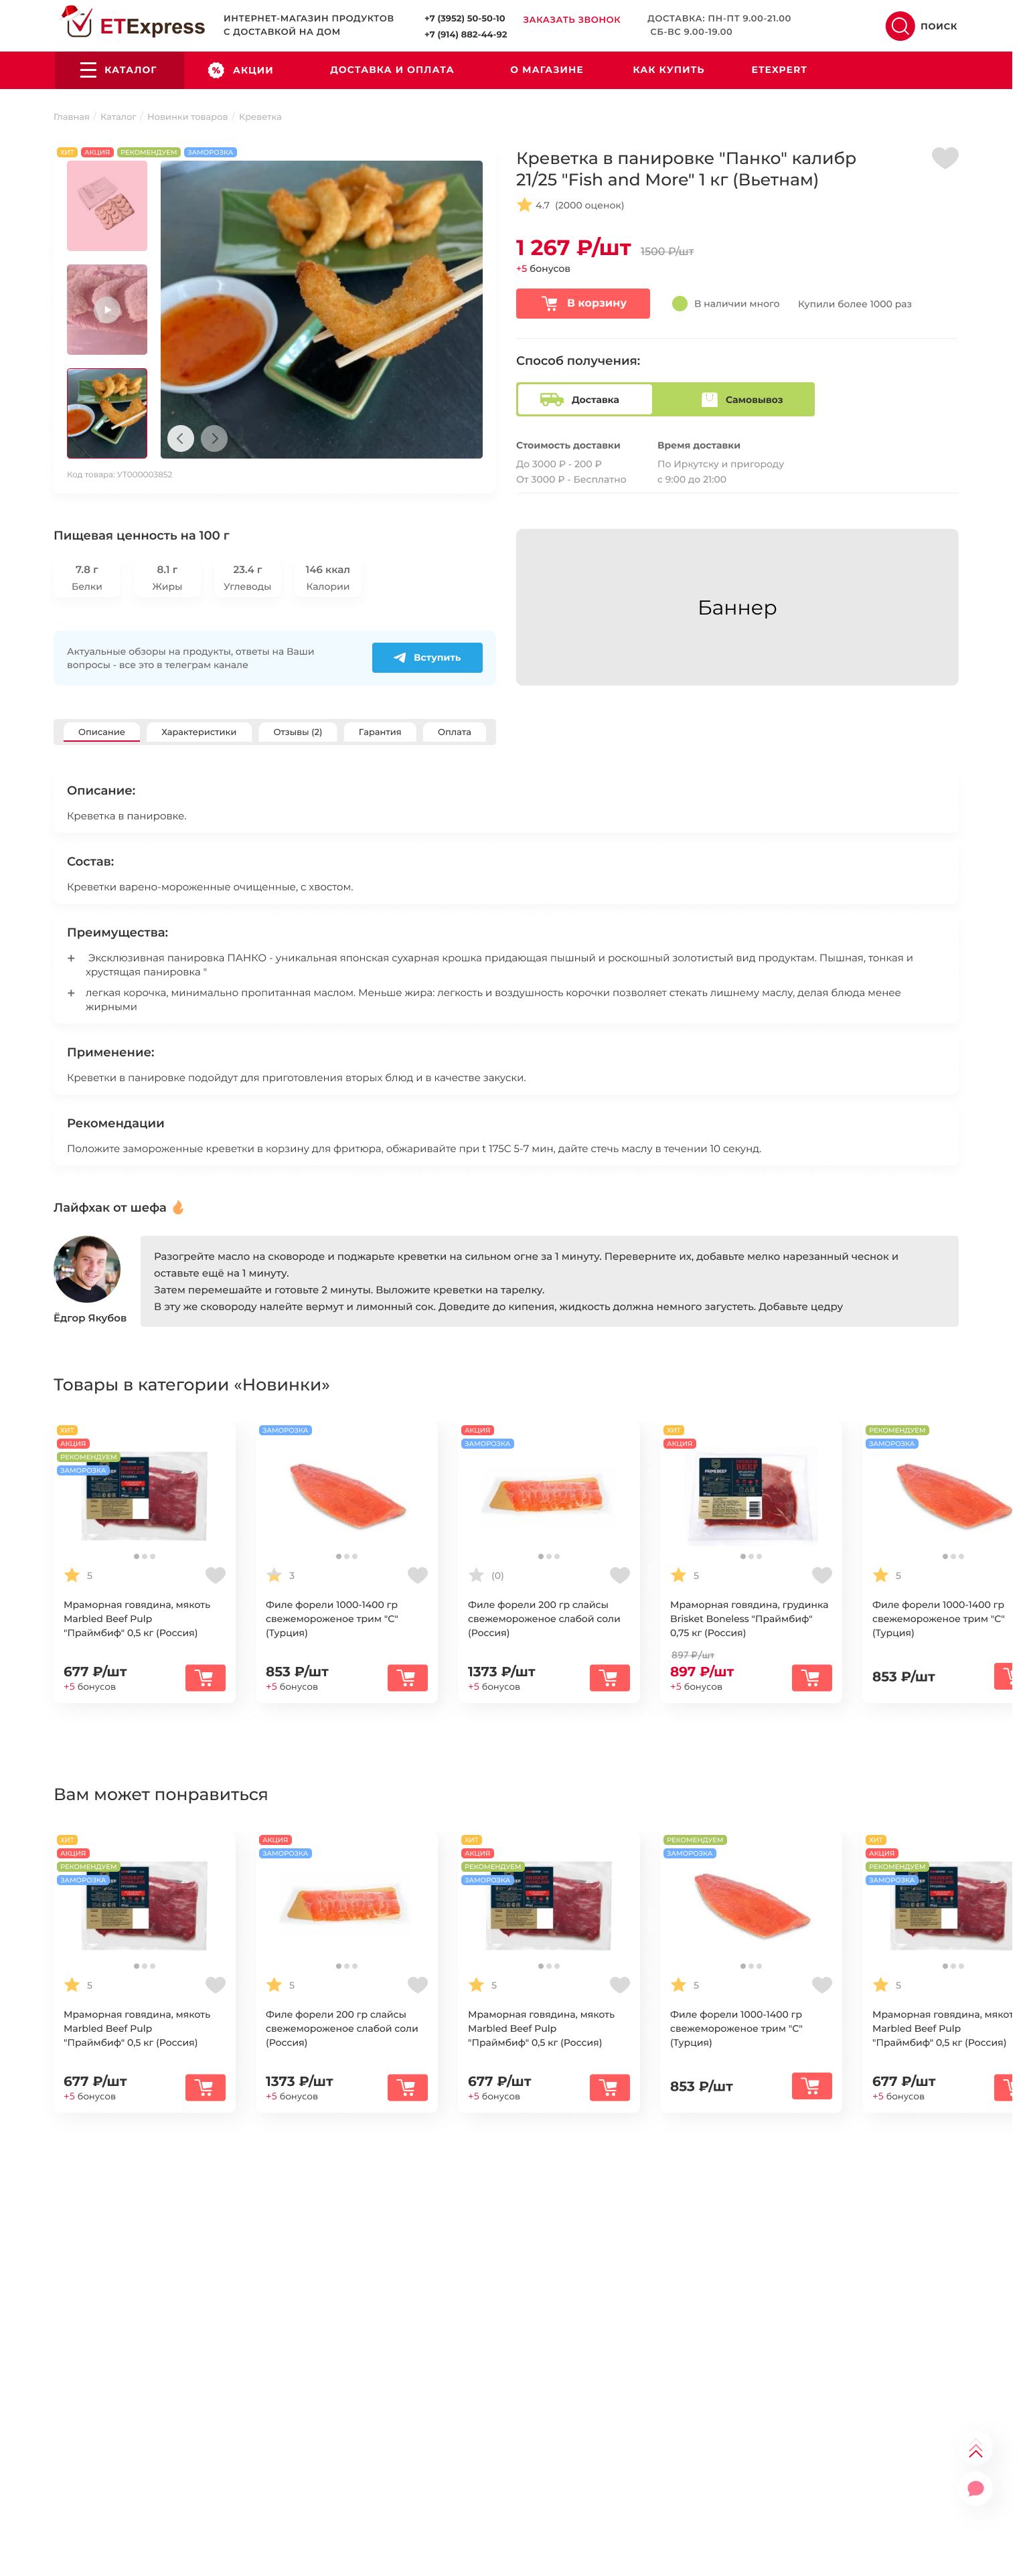 ETExpress
ИНТЕРНЕТ-МАГАЗИН ПРОДУКТОВ
С ДОСТАВКОЙ НА ДОМ
+7 (3952) 50-50-10
+7 (914) 882-44-92
ЗАКАЗАТЬ ЗВОНОК
ДОСТАВКА: ПН-ПТ 9.00-21.00
СБ-ВС 9.00-19.00
ПОИСК
КАТАЛОГ
% АКЦИИ
ДОСТАВКА И ОПЛАТА
О МАГАЗИНЕ
КАК КУПИТЬ
ETEXPERT
Главная / Каталог / Новинки товаров / Креветка
ХИТ АКЦИЯ РЕКОМЕНДУЕМ ЗАМОРОЗКА
Код товара: УТ000003852
Креветка в панировке "Панко" калибр
21/25 "Fish and More" 1 кг (Вьетнам)
4.7 (2000 оценок)
1 267 ₽/шт 1500 ₽/шт
+5 бонусов
В корзину
В наличии много
Купили более 1000 раз
Способ получения:
Доставка
Самовывоз
Стоимость доставки
До 3000 ₽ - 200 ₽
От 3000 ₽ - Бесплатно
Время доставки
По Иркутску и пригороду
с 9:00 до 21:00
Пищевая ценность на 100 г
7.8 г
Белки
8.1 г
Жиры
23.4 г
Углеводы
146 ккал
Калории
Актуальные обзоры на продукты, ответы на Ваши
вопросы - все это в телеграм канале
Вступить
Баннер
Описание
Характеристики
Отзывы (2)
Гарантия
Оплата
Описание:
Креветка в панировке.
Состав:
Креветки варено-мороженные очищенные, с хвостом.
Преимущества:
+ Эксклюзивная панировка ПАНКО - уникальная японская сухарная крошка придающая пышный и роскошный золотистый вид продуктам. Пышная, тонкая и
хрустящая панировка "
+ легкая корочка, минимально пропитанная маслом. Меньше жира: легкость и воздушность корочки позволяет стекать лишнему маслу, делая блюда менее
жирными
Применение:
Креветки в панировке подойдут для приготовления вторых блюд и в качестве закуски.
Рекомендации
Положите замороженные креветки в корзину для фритюра, обжаривайте при t 175С 5-7 мин, дайте стечь маслу в течении 10 секунд.
Лайфхак от шефа
Ёдгор Якубов
Разогрейте масло на сковороде и поджарьте креветки на сильном огне за 1 минуту. Переверните их, добавьте мелко нарезанный чеснок и
оставьте ещё на 1 минуту.
Затем перемешайте и готовьте 2 минуты. Выложите креветки на тарелку.
В эту же сковороду налейте вермут и лимонный сок. Доведите до кипения, жидкость должна немного загустеть. Добавьте цедру
Товары в категории «Новинки»
ХИТ
АКЦИЯ
РЕКОМЕНДУЕМ
ЗАМОРОЗКА
5
Мраморная говядина, мякоть
Marbled Beef Pulp
"Праймбиф" 0,5 кг (Россия)
677 ₽/шт
+5 бонусов
ЗАМОРОЗКА
3
Филе форели 1000-1400 гр
свежемороженое трим "С"
(Турция)
853 ₽/шт
+5 бонусов
АКЦИЯ
ЗАМОРОЗКА
(0)
Филе форели 200 гр слайсы
свежемороженое слабой соли
(Россия)
1373 ₽/шт
+5 бонусов
ХИТ
АКЦИЯ
5
Мраморная говядина, грудинка
Brisket Boneless "Праймбиф"
0,75 кг (Россия)
897 ₽/шт
897 ₽/шт
+5 бонусов
РЕКОМЕНДУЕМ
ЗАМОРОЗКА
5
Филе форели 1000-1400 гр
свежемороженое трим "С"
(Турция)
853 ₽/шт
Вам может понравиться
ХИТ
АКЦИЯ
РЕКОМЕНДУЕМ
ЗАМОРОЗКА
5
Мраморная говядина, мякоть
Marbled Beef Pulp
"Праймбиф" 0,5 кг (Россия)
677 ₽/шт
+5 бонусов
АКЦИЯ
ЗАМОРОЗКА
5
Филе форели 200 гр слайсы
свежемороженое слабой соли
(Россия)
1373 ₽/шт
+5 бонусов
ХИТ
АКЦИЯ
РЕКОМЕНДУЕМ
ЗАМОРОЗКА
5
Мраморная говядина, мякоть
Marbled Beef Pulp
"Праймбиф" 0,5 кг (Россия)
677 ₽/шт
+5 бонусов
РЕКОМЕНДУЕМ
ЗАМОРОЗКА
5
Филе форели 1000-1400 гр
свежемороженое трим "С"
(Турция)
853 ₽/шт
ХИТ
АКЦИЯ
РЕКОМЕНДУЕМ
ЗАМОРОЗКА
5
Мраморная говядина, мякот
Marbled Beef Pulp
"Праймбиф" 0,5 кг (Россия)
677 ₽/шт
+5 бонусов